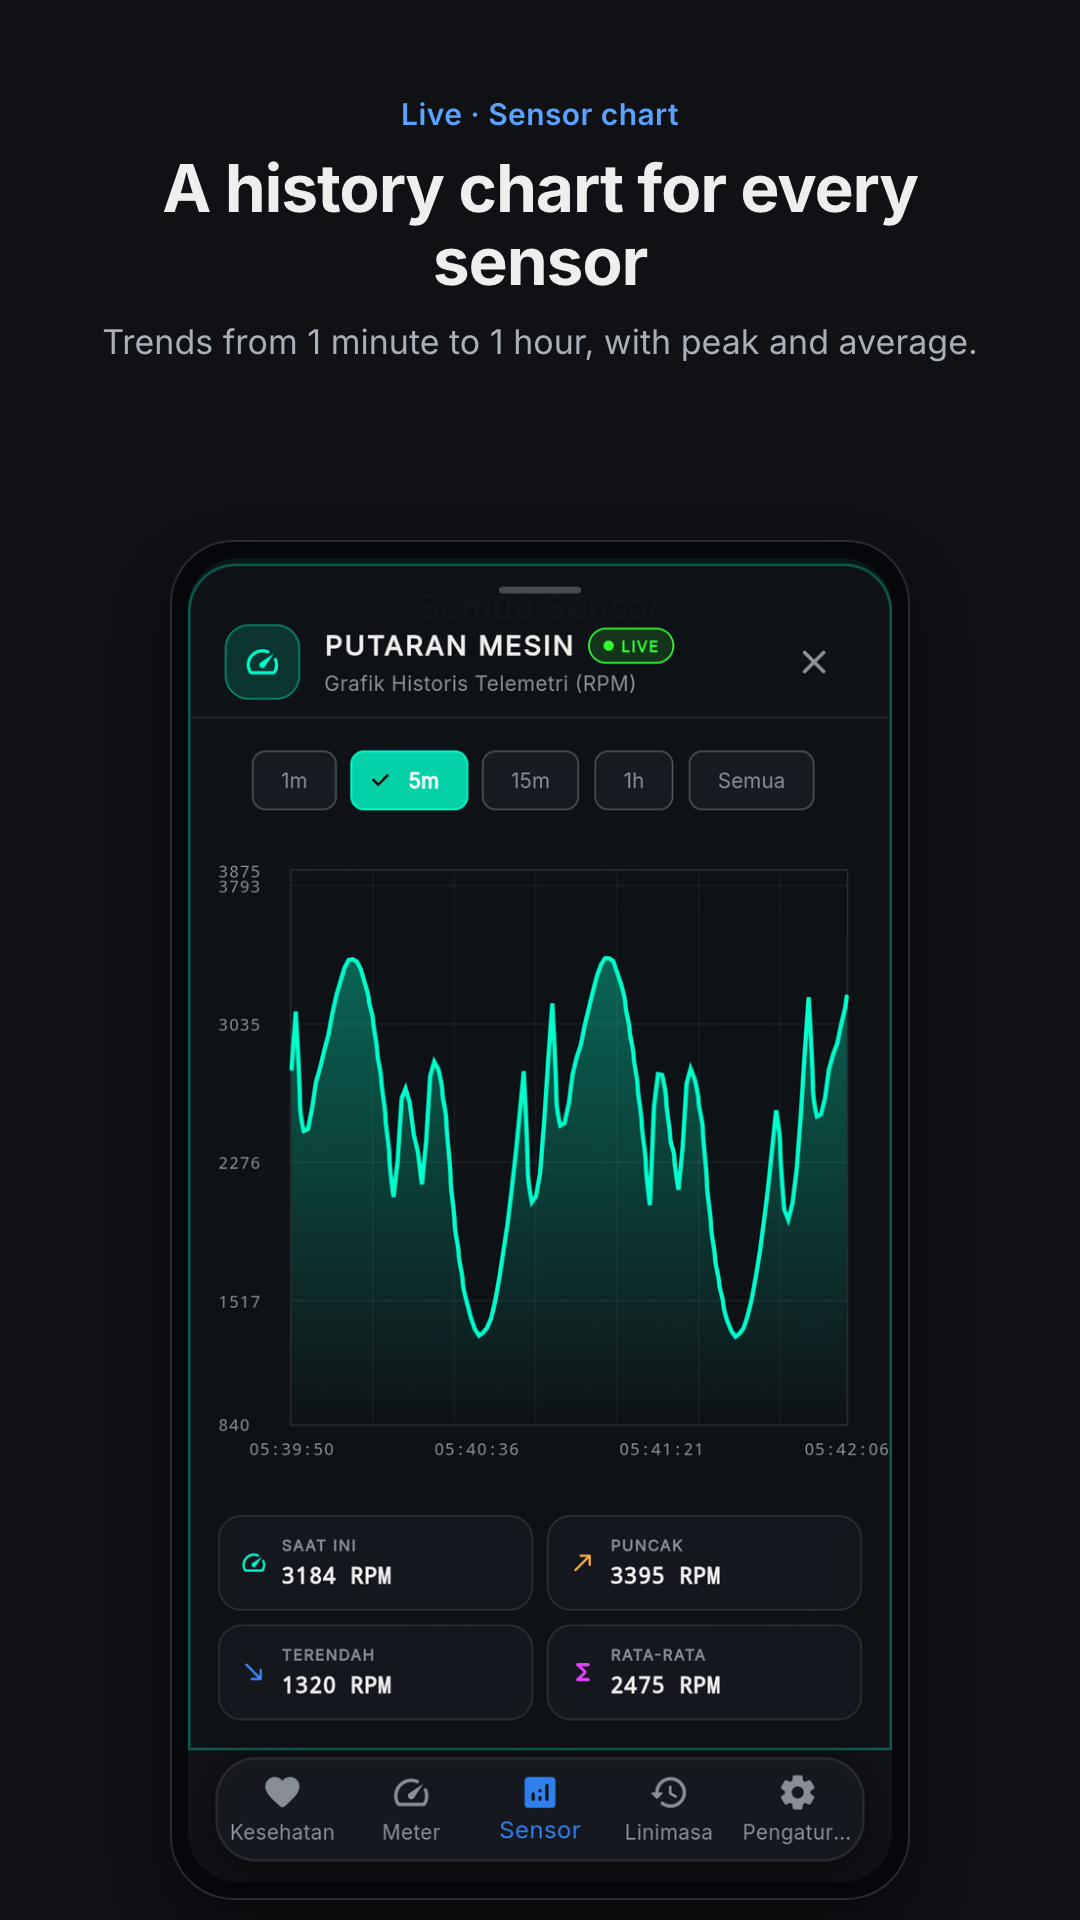 Live · Sensor chart
A history chart for every
sensor
Trends from 1 minute to 1 hour, with peak and average.
Semua Sensor
PUTARAN MESIN
LIVE
Grafik Historis Telemetri (RPM)
1m
5m
15m
1h
Semua
3875
3793
3035
2276
1517
840
05:39:50
05:40:36
05:41:21
05:42:06
SAAT INI
3184 RPM
PUNCAK
3395 RPM
TERENDAH
1320 RPM
RATA-RATA
2475 RPM
Kesehatan
Meter
Sensor
Linimasa
Pengatur...